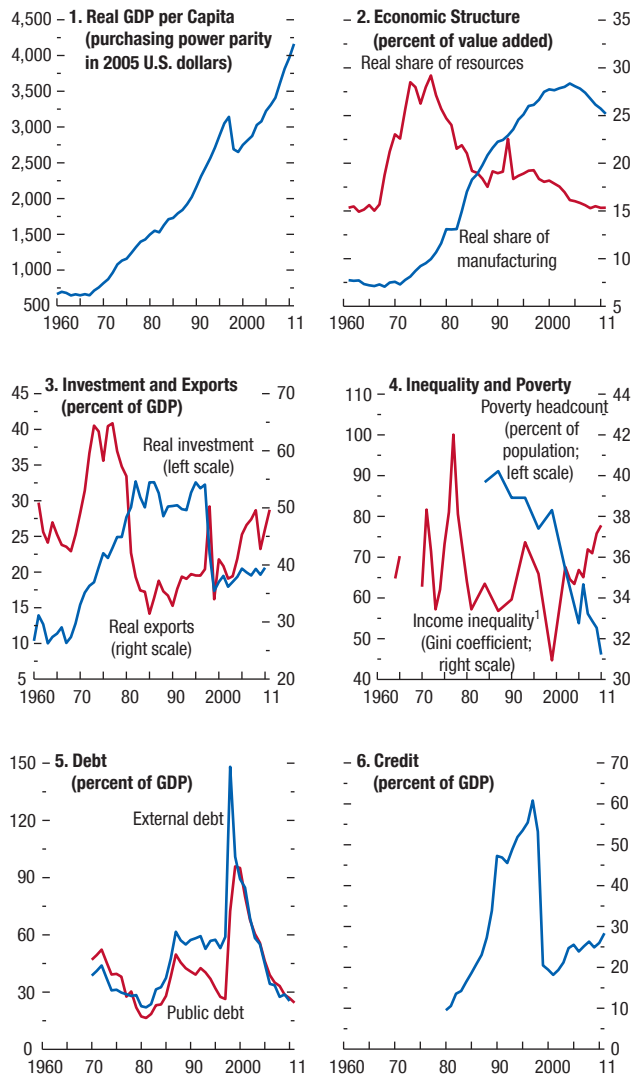 1. Real GDP per Capita
(purchasing power parity
in 2005 U.S. dollars)
4,500
4,000
3,500
3,000
2,500
2,000
1,500
1,000
500
1960 70 80 90 2000 11
2. Economic Structure
(percent of value added)
Real share of resources
Real share of
manufacturing
35
30
25
20
15
10
5
1960 70 80 90 2000 11
3. Investment and Exports
(percent of GDP)
Real investment
(left scale)
Real exports
(right scale)
45
40
35
30
25
20
15
10
5
70
60
50
40
30
20
1960 70 80 90 2000 11
4. Inequality and Poverty
Poverty headcount
(percent of
population;
left scale)
Income inequality1
(Gini coefficient;
right scale)
110
100
90
80
70
60
50
40
44
42
40
38
36
34
32
30
1960 70 80 90 2000 11
5. Debt
(percent of GDP)
External debt
Public debt
150
120
90
60
30
0
1960 70 80 90 2000 11
6. Credit
(percent of GDP)
70
60
50
40
30
20
10
0
1960 70 80 90 2000 11